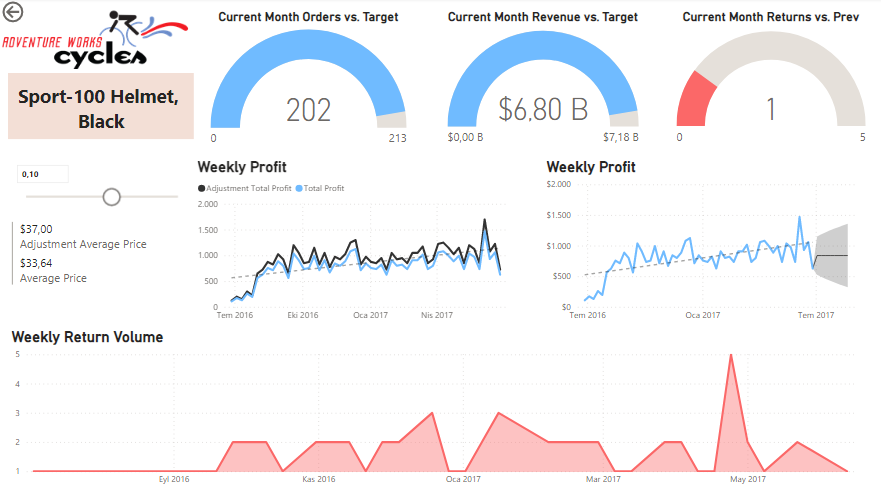 ADVENTURE WORKS
cycles
Sport-100 Helmet,
Black
Current Month Orders vs. Target
202
0
213
Current Month Revenue vs. Target
$6,80 B
$0,00 B
$7,18 B
Current Month Returns vs. Prev
1
0
5
0,10
$37,00
Adjustment Average Price
$33,64
Average Price
Weekly Profit
Adjustment Total Profit
Total Profit
2.000
1.500
1.000
500
0
Tem 2016
Eki 2016
Oca 2017
Nis 2017
Weekly Profit
$2.000
$1.500
$1.000
$500
$0
Tem 2016
Oca 2017
Tem 2017
Weekly Return Volume
5
4
3
2
1
Eyl 2016
Kas 2016
Oca 2017
Mar 2017
May 2017